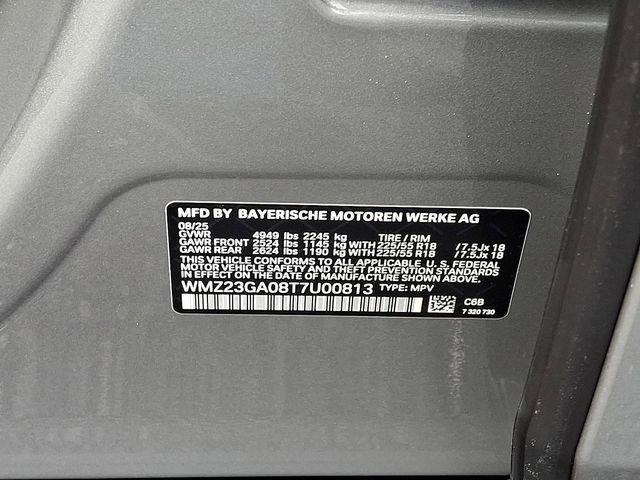 MFD BY BAYERISCHE MOTOREN WERKE AG
08/25
GVWR 4949 lbs 2245 kg TIRE / RIM
GAWR FRONT 2524 lbs 1145 kg WITH 225/55 R18 /7.5Jx 18
GAWR REAR 2624 lbs 1190 kg WITH 225/55 R18 /7.5Jx 18
THIS VEHICLE CONFORMS TO ALL APPLICABLE U.S. FEDERAL
MOTOR VEHICLE SAFETY AND THEFT PREVENTION STANDARDS
IN EFFECT ON THE DATE OF MANUFACTURE SHOWN ABOVE.
WMZ23GA08T7U00813 TYPE: MPV
C6B
7 320 730